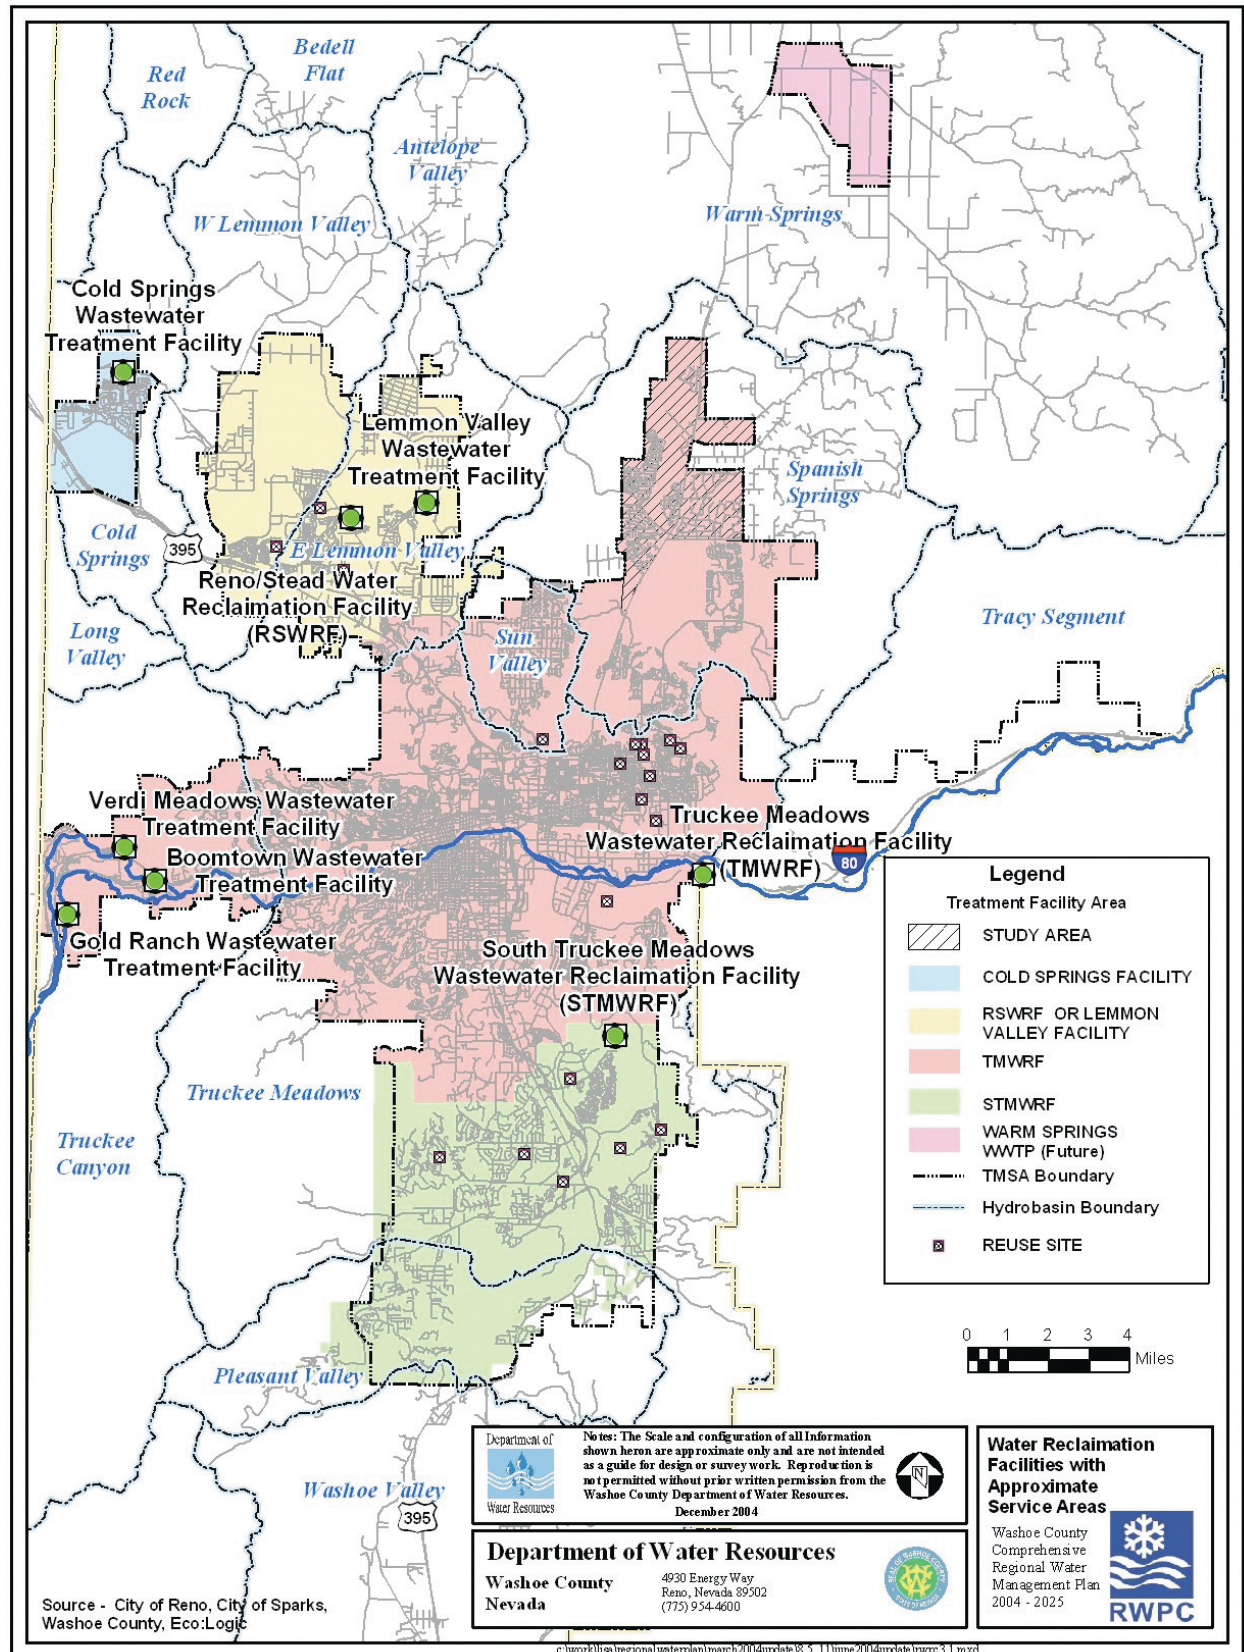 Bedell
Flat
Red
Rock
Antelope
Valley
W Lemmon Valley
Warm-Springs
Cold Springs
Wastewater
Treatment Facility
Lemmon Valley
Wastewater
Treatment Facility
Spanish
Springs
Cold
Springs
395
E Lemmon Valley
Reno/Stead Water
Reclaimation Facility
(RSWRF)
Long
Valley
Sun
Valley
Tracy Segment
Verdi Meadows Wastewater
Treatment Facility
Boomtown Wastewater
Treatment Facility
Truckee Meadows
Wastewater Reclaimation Facility
(TMWRF)
80
Gold Ranch Wastewater
Treatment Facility
South Truckee Meadows
Wastewater Reclaimation Facility
(STMWRF)
Truckee Meadows
Truckee
Canyon
Pleasant Valley
Washoe Valley
395
Legend
Treatment Facility Area
STUDY AREA
COLD SPRINGS FACILITY
RSWRF OR LEMMON
VALLEY FACILITY
TMWRF
STMWRF
WARM SPRINGS
WWTP (Future)
TMSA Boundary
Hydrobasin Boundary
REUSE SITE
0 1 2 3 4
Miles
Department of
Water Resources
Notes: The Scale and configuration of all Information
shown heron are approximate only and are not intended
as a guide for design or survey work. Reproduction is
not permitted without prior written permission from the
Washoe County Department of Water Resources.
December 2004
N
Department of Water Resources
Washoe County
Nevada
4930 Energy Way
Reno, Nevada 89502
(775) 954-4600
Water Reclamation
Facilities with
Approximate
Service Areas
Washoe County
Comprehensive
Regional Water
Management Plan
2004 - 2025
RWPC
Source - City of Reno, City of Sparks,
Washoe County, Eco:Logic